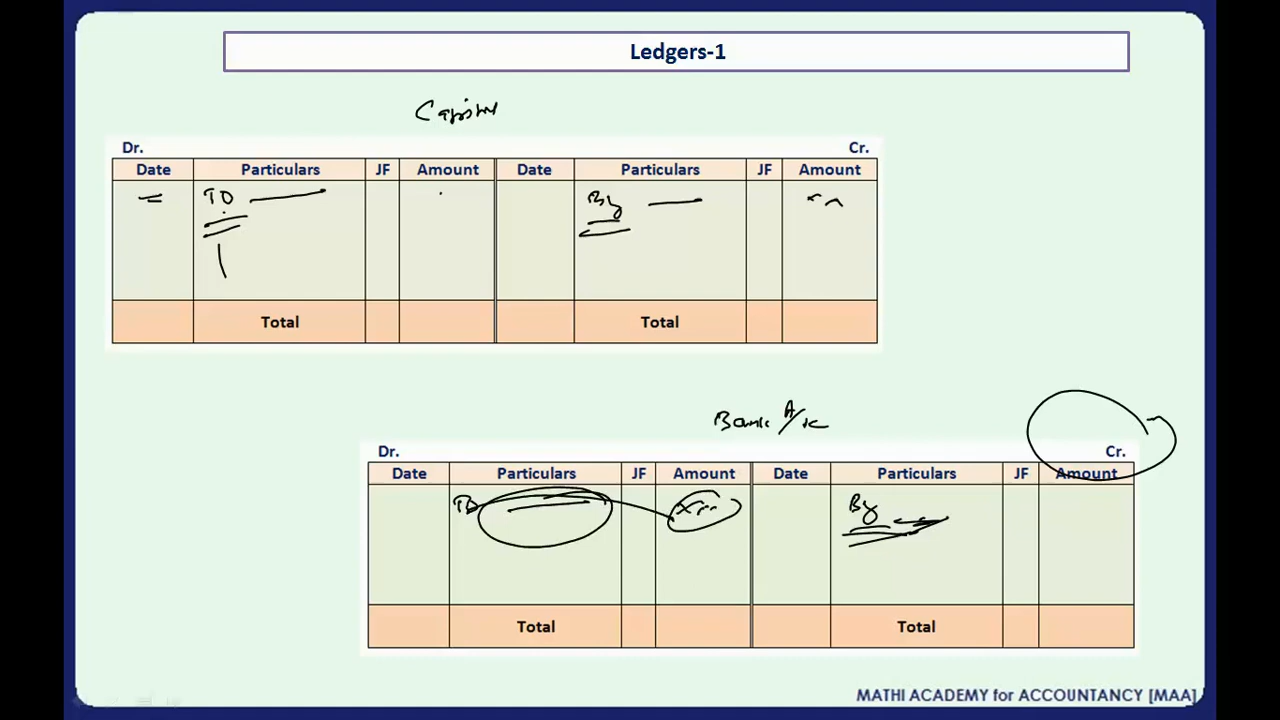 Ledgers-1
Capital
Dr. Cr.
Date Particulars JF Amount Date Particulars JF Amount
TO By
Total Total
Bank A/c
Dr. Cr.
Date Particulars JF Amount Date Particulars JF Amount
TO By
Total Total
MATHI ACADEMY for ACCOUNTANCY [MAA]